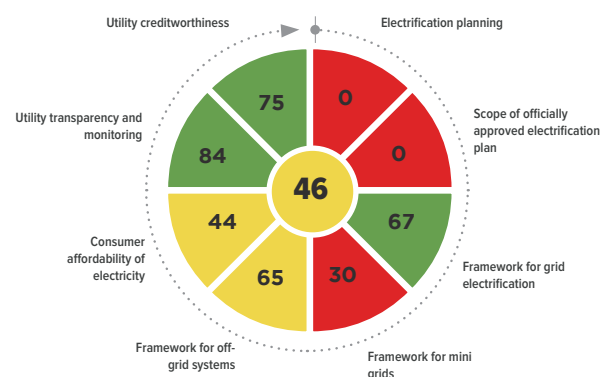 Utility creditworthiness
Electrification planning
75
0
Utility transparency and
monitoring
Scope of officially
approved electrification
plan
84
0
46
44
67
Consumer
affordability of
electricity
65
30
Framework for grid
electrification
Framework for off-
grid systems
Framework for mini
grids